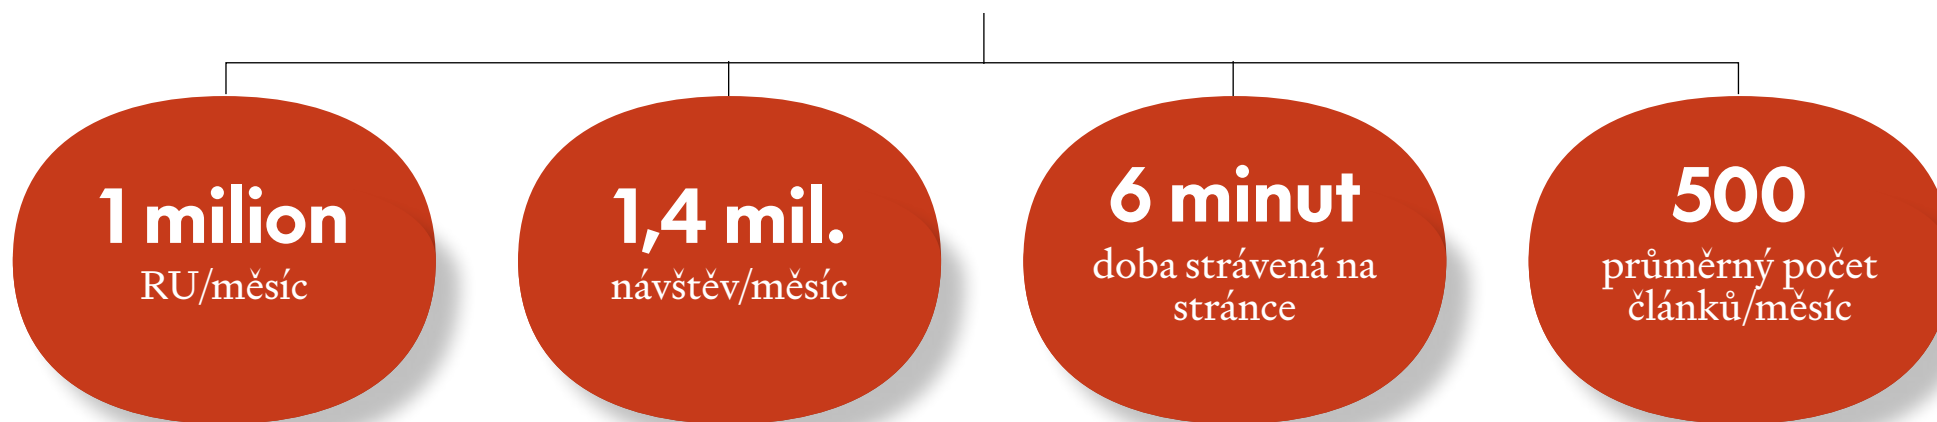 1 milion
RU/měsíc
1,4 mil.
návštěv/měsíc
6 minut
doba strávená na
stránce
500
průměrný počet
článků/měsíc